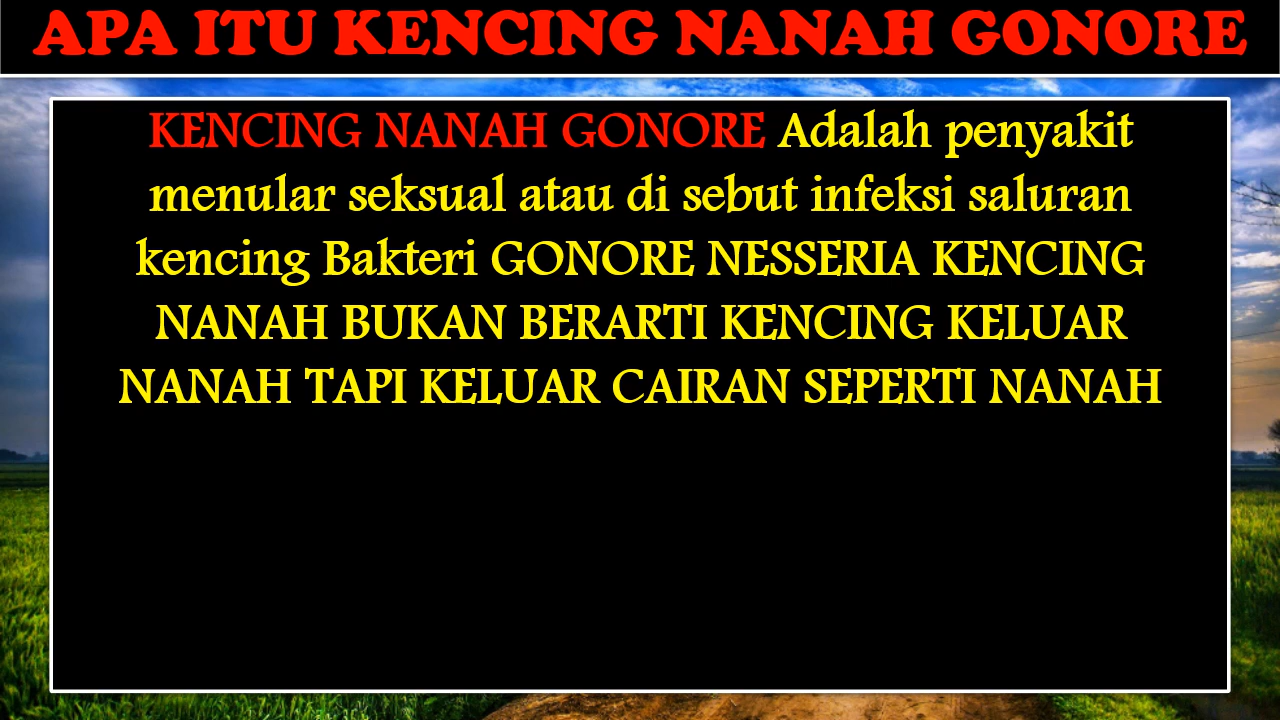 APA ITU KENCING NANAH GONORE
KENCING NANAH GONORE Adalah penyakit
menular seksual atau di sebut infeksi saluran
kencing Bakteri GONORE NESSERIA KENCING
NANAH BUKAN BERARTI KENCING KELUAR
NANAH TAPI KELUAR CAIRAN SEPERTI NANAH